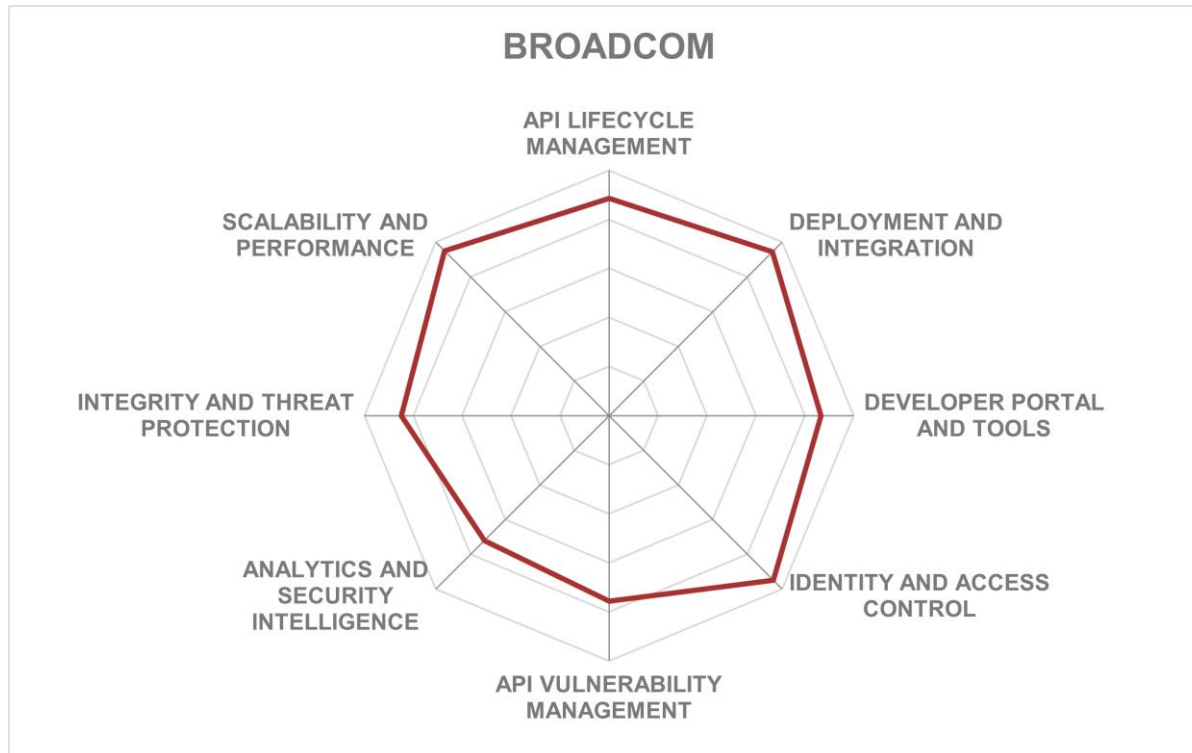 BROADCOM
API LIFECYCLE
MANAGEMENT
SCALABILITY AND
PERFORMANCE
DEPLOYMENT AND
INTEGRATION
INTEGRITY AND THREAT
PROTECTION
DEVELOPER PORTAL
AND TOOLS
ANALYTICS AND
SECURITY
INTELLIGENCE
IDENTITY AND ACCESS
CONTROL
API VULNERABILITY
MANAGEMENT